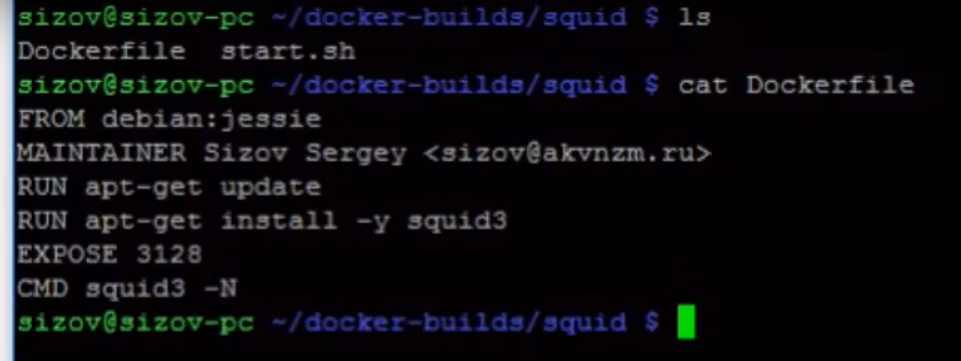 sizov@sizov-pc ~/docker-builds/squid $ ls
Dockerfile  start.sh
sizov@sizov-pc ~/docker-builds/squid $ cat Dockerfile
FROM debian:jessie
MAINTAINER Sizov Sergey <sizov@akvnzm.ru>
RUN apt-get update
RUN apt-get install -y squid3
EXPOSE 3128
CMD squid3 -N
sizov@sizov-pc ~/docker-builds/squid $